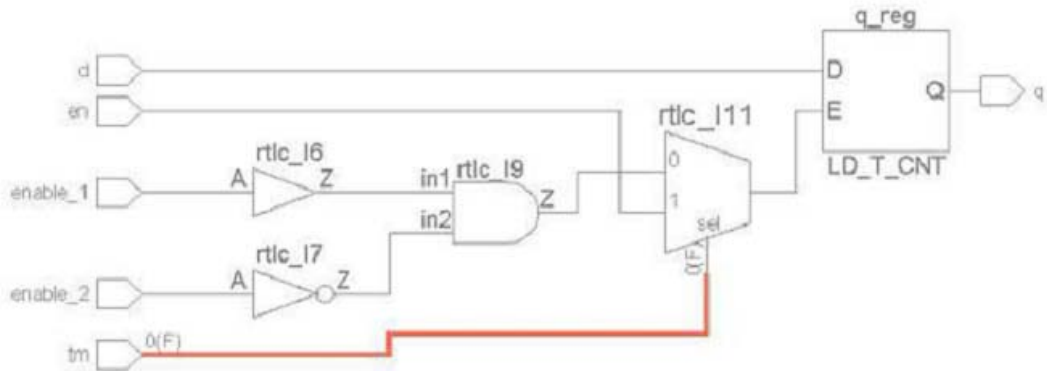 q_reg
d
D
Q
q
en
E
rtlc_I11
LD_T_CNT
0
1
sel
0(F)
rtlc_I6
A
Z
enable_1
rtlc_I9
in1
in2
Z
rtlc_I7
A
Z
enable_2
tm
0(F)